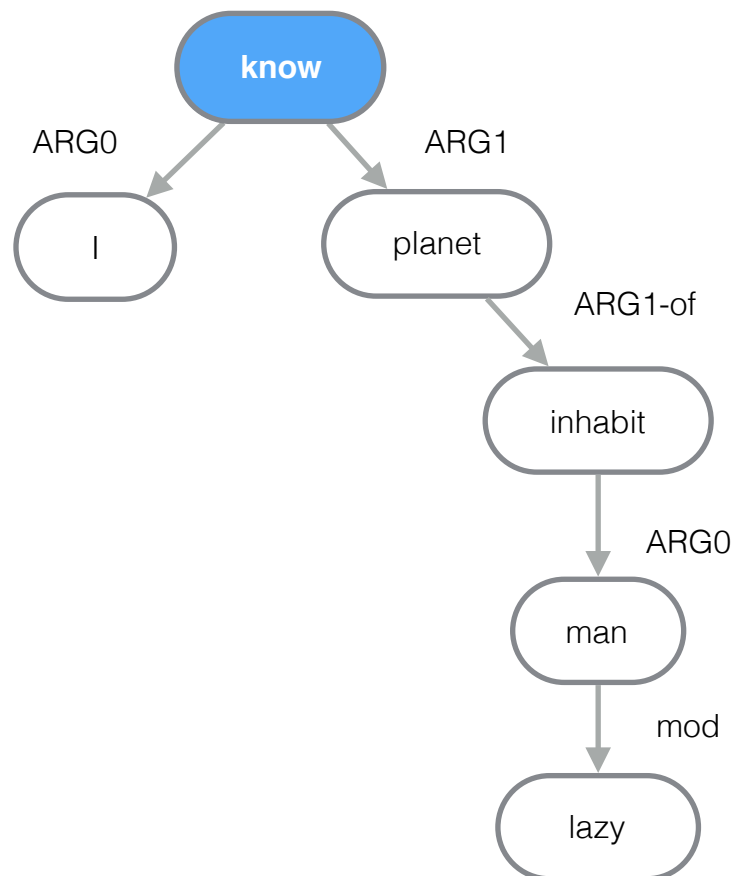 know
ARG0
ARG1
I
planet
ARG1-of
inhabit
ARG0
man
mod
lazy